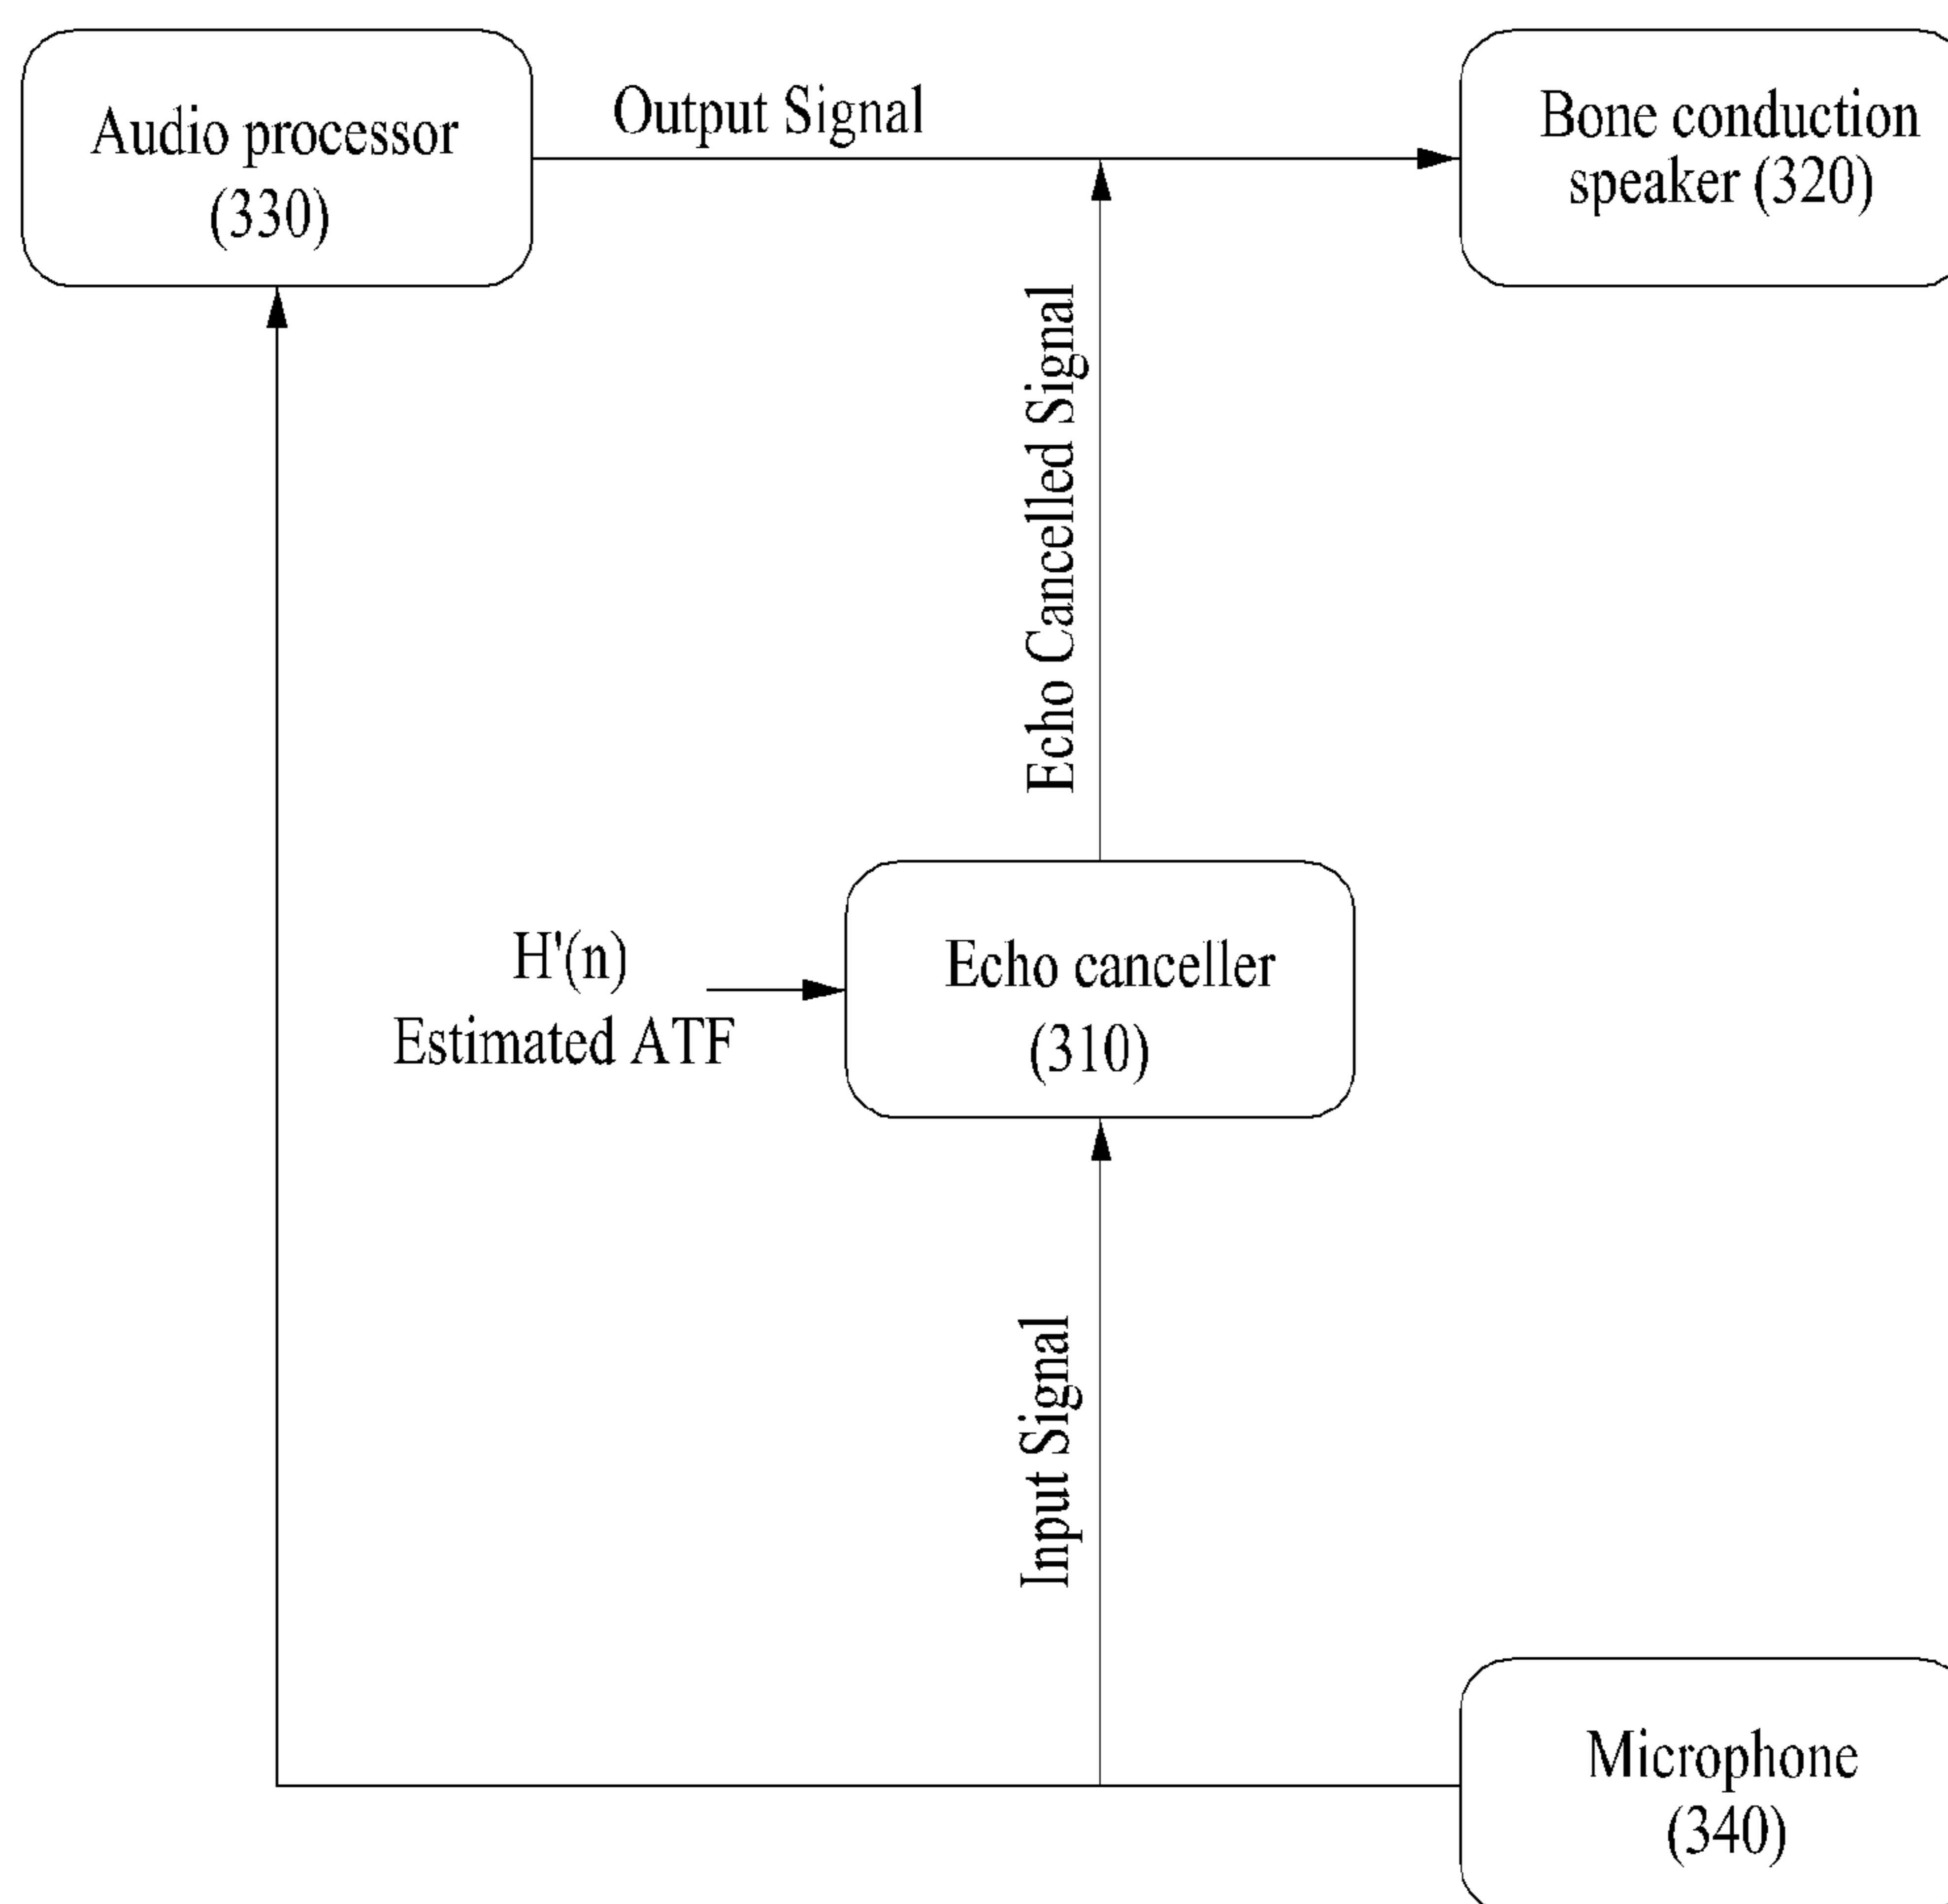 Audio processor
(330)
Output Signal
Bone conduction
speaker (320)
Echo Cancelled Signal
H'(n)
Estimated ATF
Echo canceller
(310)
Input Signal
Microphone
(340)